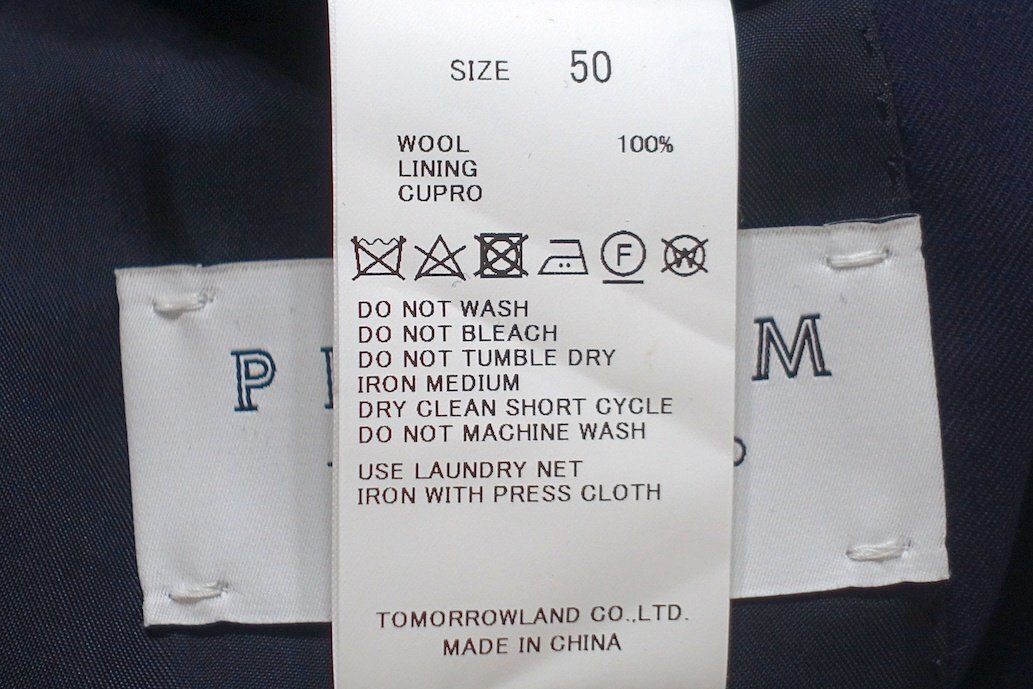 SIZE 50
WOOL 100%
LINING
CUPRO
F
W
DO NOT WASH
DO NOT BLEACH
DO NOT TUMBLE DRY
IRON MEDIUM
DRY CLEAN SHORT CYCLE
DO NOT MACHINE WASH
USE LAUNDRY NET
IRON WITH PRESS CLOTH
TOMORROWLAND CO.,LTD.
MADE IN CHINA